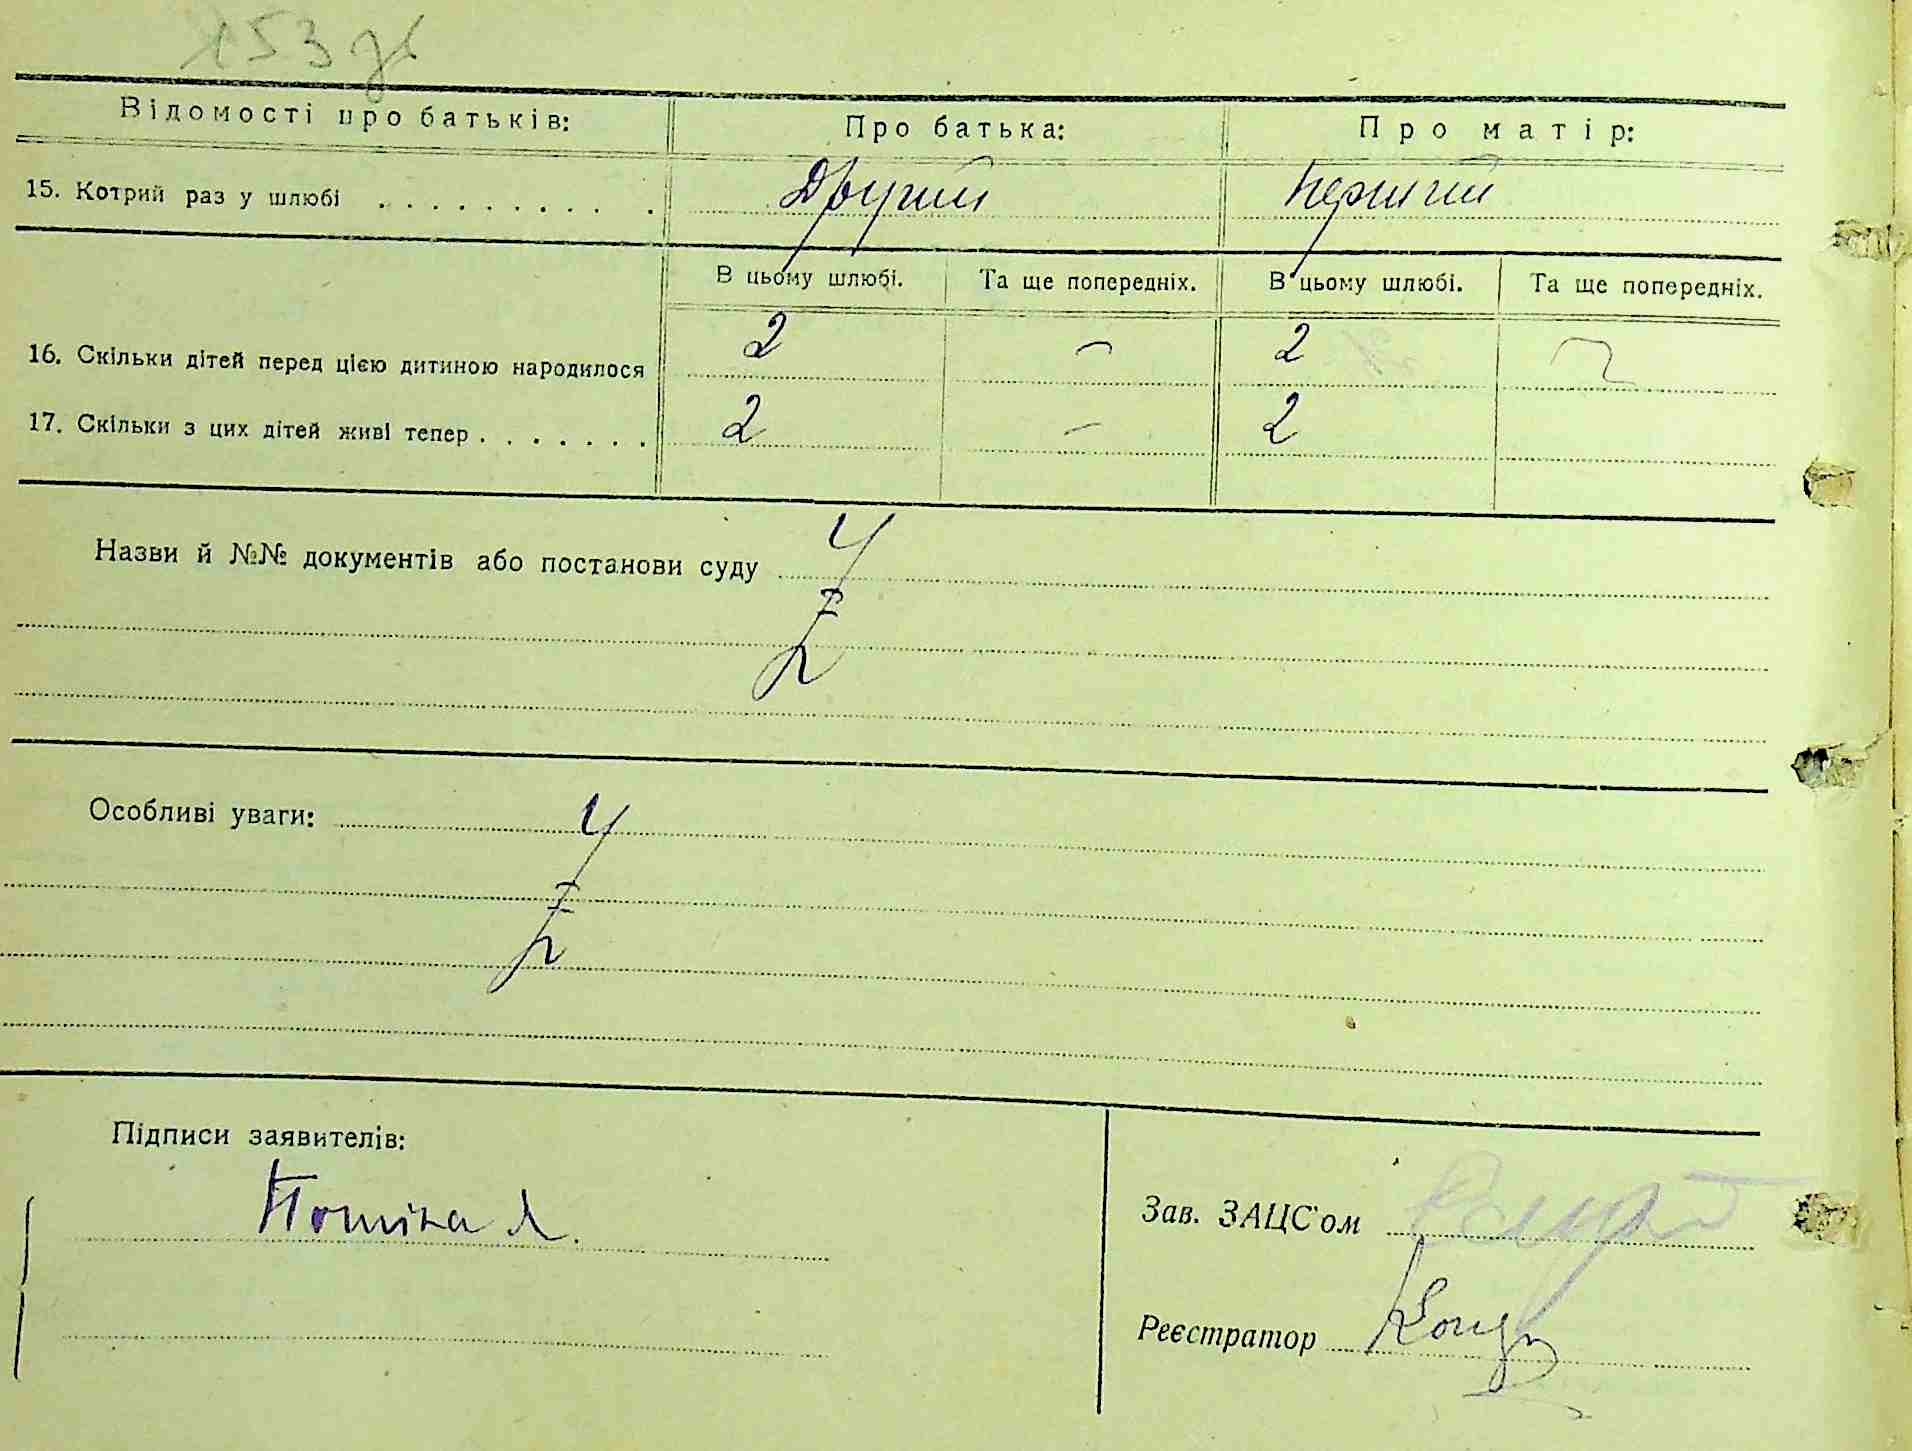 153 зв
Відомості про батьків: Про батька: Про матір:
15. Котрий раз у шлюбі . . . . . . . . . . . Другий Перший
В цьому шлюбі. Та ще попередніх. В цьому шлюбі. Та ще попередніх.
16. Скільки дітей перед цією дитиною народилося 2 – 2
17. Скільки з цих дітей живі тепер . . . . . . . 2 – 2
Назви й №№ документів або постанови суду
Особливі уваги:
Підписи заявителів:
Зав. ЗАЦС'ом
Реєстратор